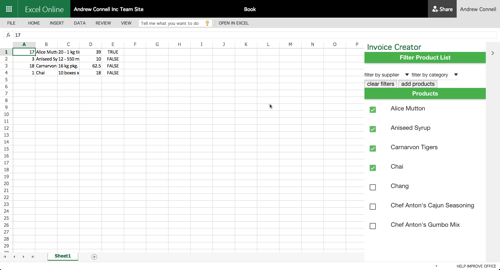 Excel Online Andrew Connell Inc Team Site Book Share Andrew Connell
FILE HOME INSERT DATA REVIEW VIEW Tell me what you want to do OPEN IN EXCEL
fx 17
A B C D E F G H I J K L M N O P
1 17 Alice Mutt 20 - 1 kg ti 39 TRUE
2 3 Aniseed Sy 12 - 550 m 10 FALSE
3 18 Carnarvon 16 kg pkg. 62.5 FALSE
4 1 Chai 10 boxes x 18 FALSE
5
6
7
8
9
10
11
12
13
14
15
16
17
18
19
20
21
22
23
24
25
26
27
28
29
Sheet1
Invoice Creator
Filter Product List
filter by supplier filter by category
clear filters add products
Products
Alice Mutton
Aniseed Syrup
Carnarvon Tigers
Chai
Chang
Chef Anton's Cajun Seasoning
Chef Anton's Gumbo Mix
HELP IMPROVE OFFICE